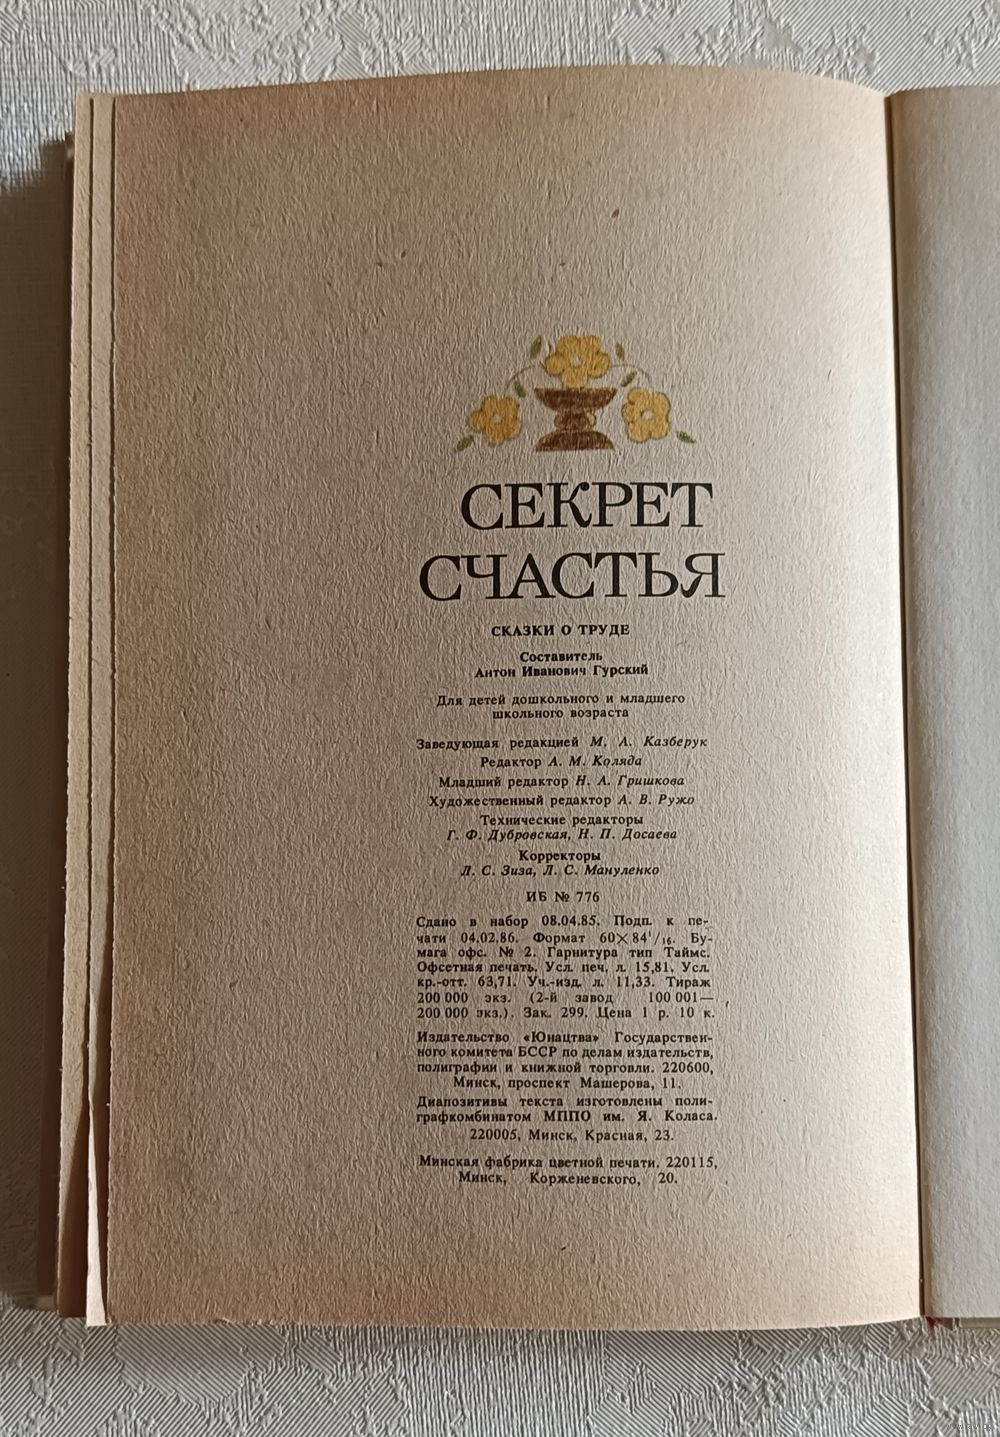 СЕКРЕТ
СЧАСТЬЯ
СКАЗКИ О ТРУДЕ
Составитель
Антон Иванович Гурский
Для детей дошкольного и младшего
школьного возраста
Заведующая редакцией М. А. Казберук
Редактор А. М. Коляда
Младший редактор Н. А. Гришкова
Художественный редактор А. В. Ружо
Технические редакторы
Г. Ф. Дубровская, Н. П. Досаева
Корректоры
Л. С. Зиза, Л. С. Мануленко
ИБ № 776
Сдано в набор 08.04.85. Подп. к пе-
чати 04.02.86. Формат 60×84¹/₁₆. Бу-
мага офс. № 2. Гарнитура тип Таймс.
Офсетная печать. Усл. печ. л. 15,81. Усл.
кр.-отт. 63,71. Уч.-изд. л. 11,33. Тираж
200 000 экз. (2-й завод 100 001—
200 000 экз.). Зак. 299. Цена 1 р. 10 к.
Издательство «Юнацтва» Государствен-
ного комитета БССР по делам издательств,
полиграфии и книжной торговли. 220600,
Минск, проспект Машерова, 11.
Диапозитивы текста изготовлены поли-
графкомбинатом МППО им. Я. Коласа.
220005, Минск, Красная, 23.
Минская фабрика цветной печати. 220115,
Минск, Корженевского, 20.